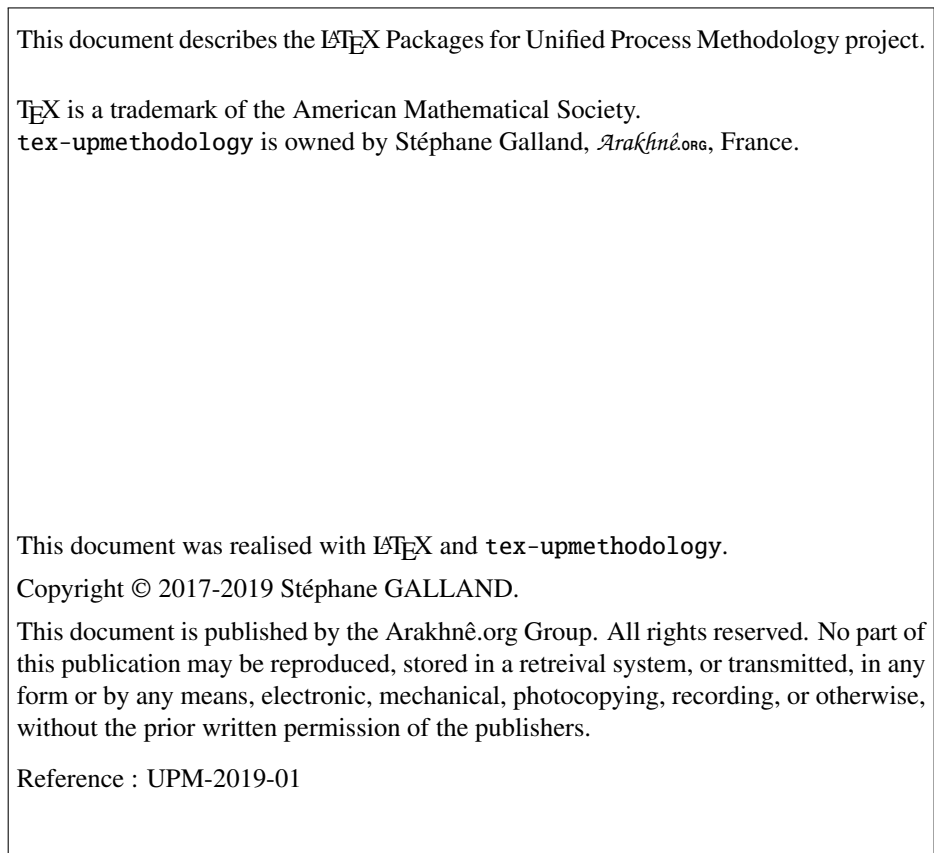 This document describes the LATEX Packages for Unified Process Methodology project.
TEX is a trademark of the American Mathematical Society.
tex-upmethodology is owned by Stéphane Galland, Arakhnê.ORG, France.
This document was realised with LATEX and tex-upmethodology.
Copyright © 2017-2019 Stéphane GALLAND.
This document is published by the Arakhnê.org Group. All rights reserved. No part of
this publication may be reproduced, stored in a retreival system, or transmitted, in any
form or by any means, electronic, mechanical, photocopying, recording, or otherwise,
without the prior written permission of the publishers.
Reference : UPM-2019-01